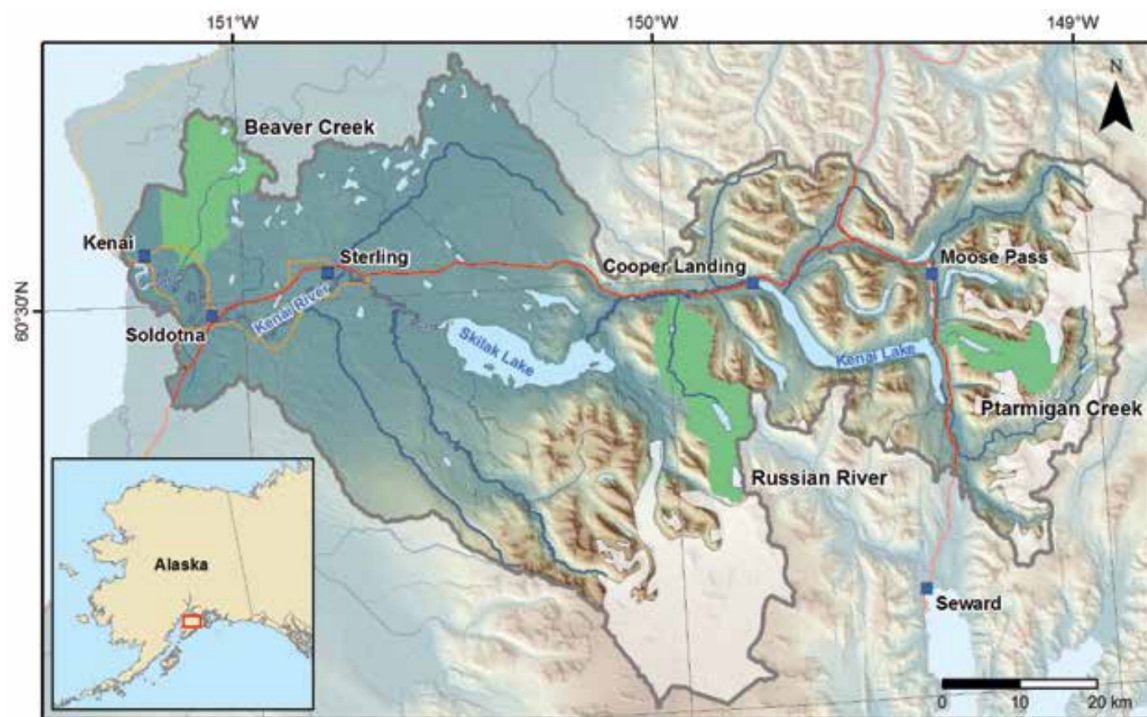 151°W
150°W
149°W
N
Beaver Creek
Kenai
Sterling
Cooper Landing
Moose Pass
60°30'N
Kenai River
Soldotna
Skilak Lake
Kenai Lake
Ptarmigan Creek
Russian River
Alaska
Seward
0 10 20 km